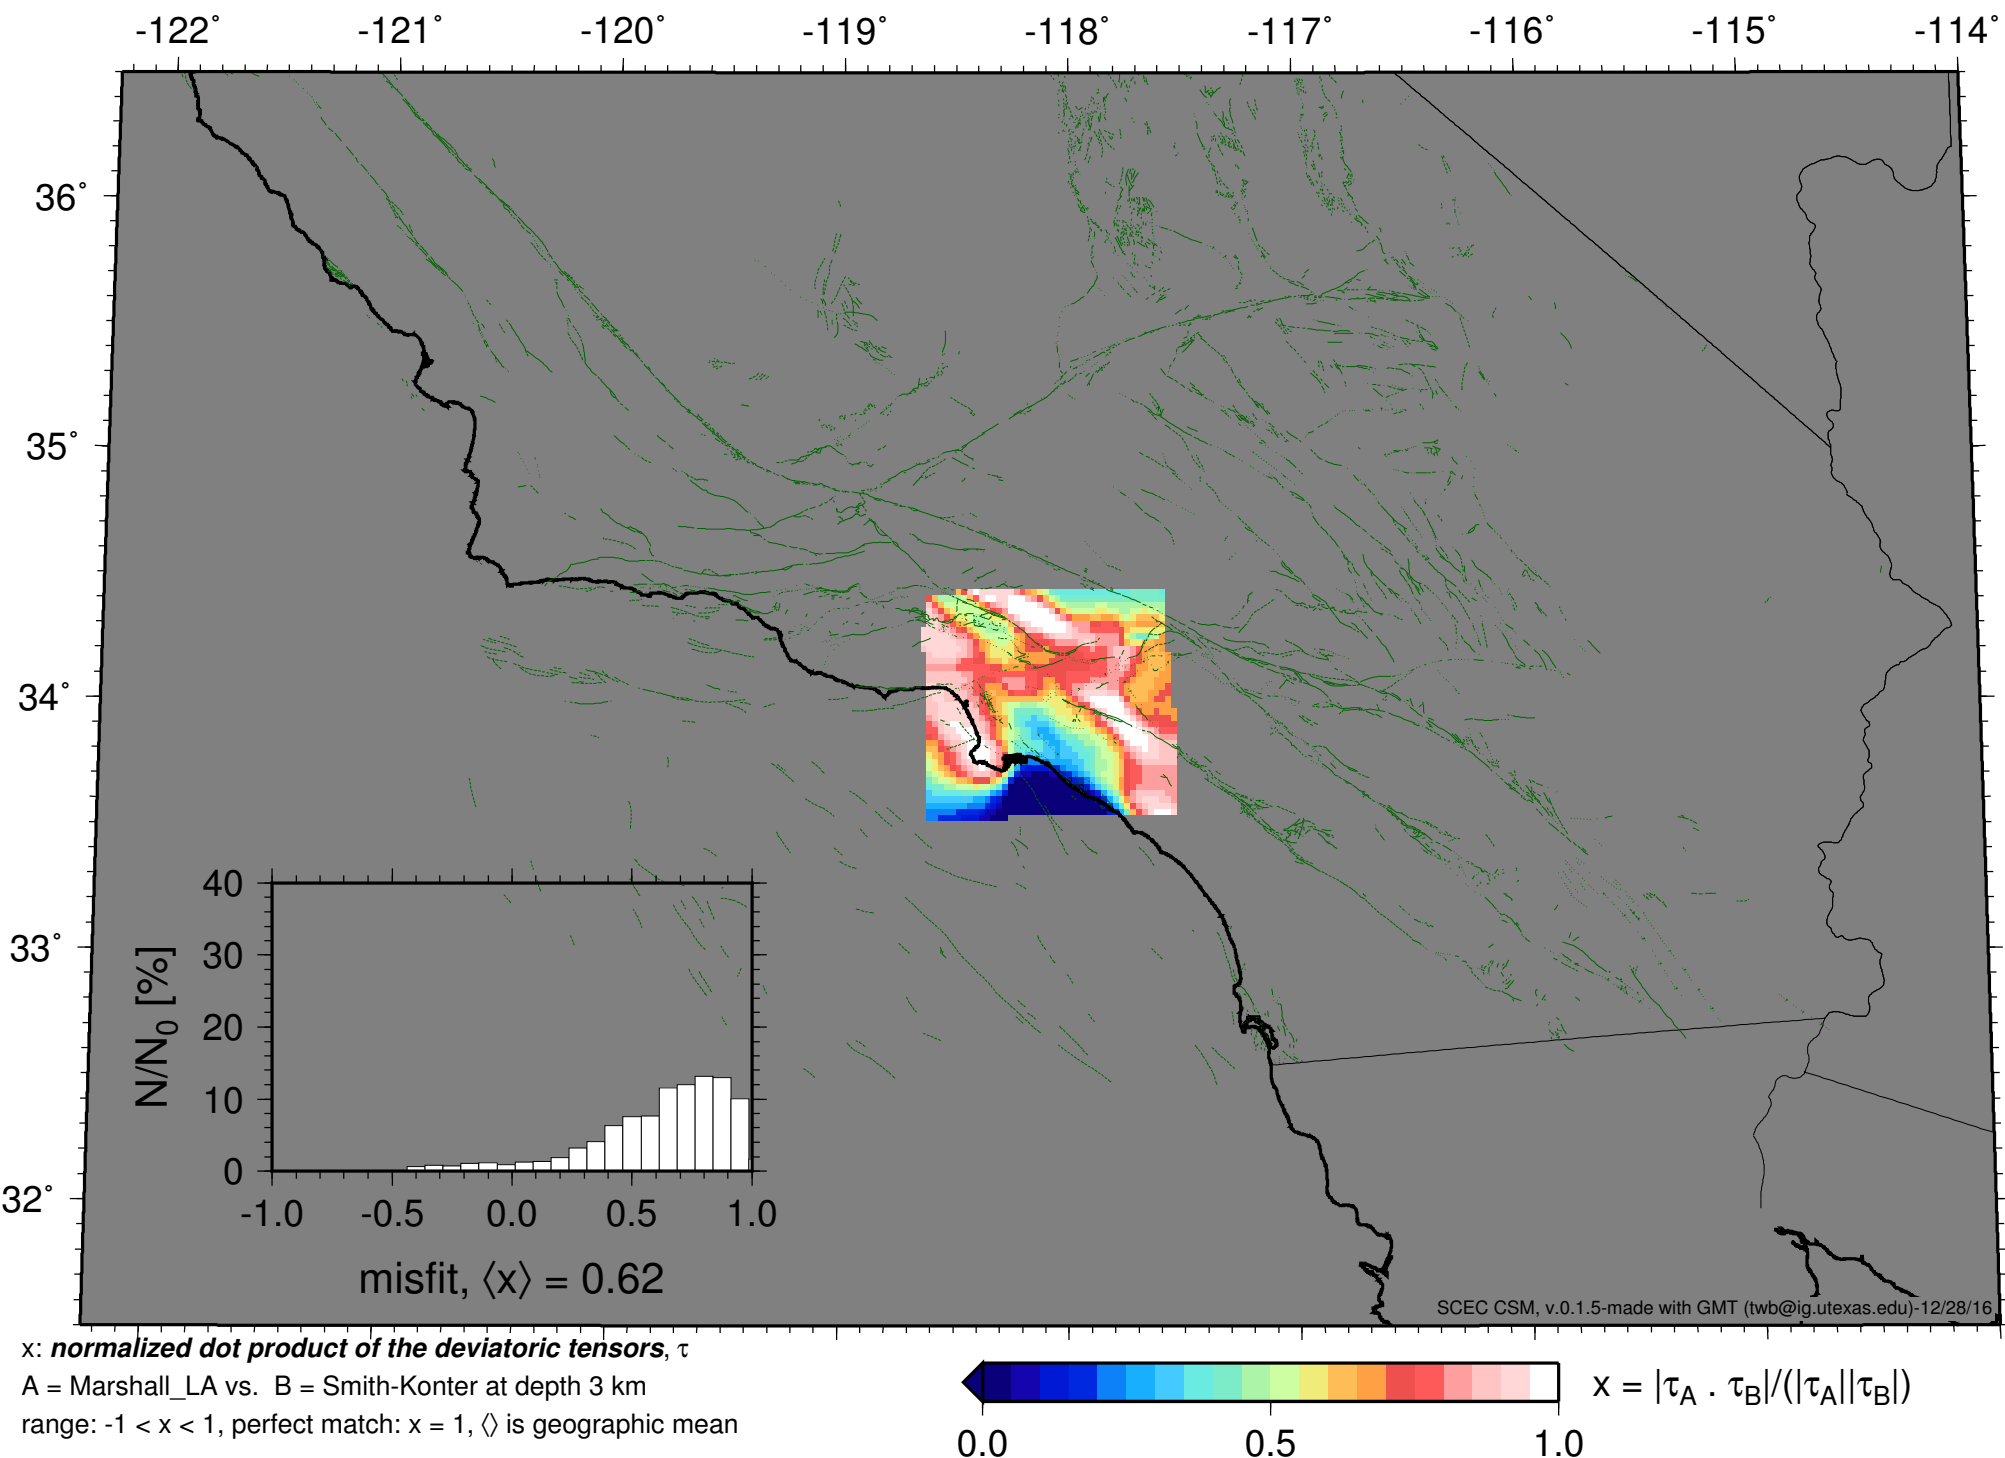 -122° -121° -120° -119° -118° -117° -116° -115° -114°
36°
35°
34°
33°
32°
40
30
20
10
0
N/N0 [%]
-1.0 -0.5 0.0 0.5 1.0
misfit, ⟨x⟩ = 0.62
SCEC CSM, v.0.1.5-made with GMT (twb@ig.utexas.edu)-12/28/16
x: normalized dot product of the deviatoric tensors, τ
A = Marshall_LA vs. B = Smith-Konter at depth 3 km
range: -1 < x < 1, perfect match: x = 1, ⟨⟩ is geographic mean
x = |τA . τB|/(|τA||τB|)
0.0 0.5 1.0